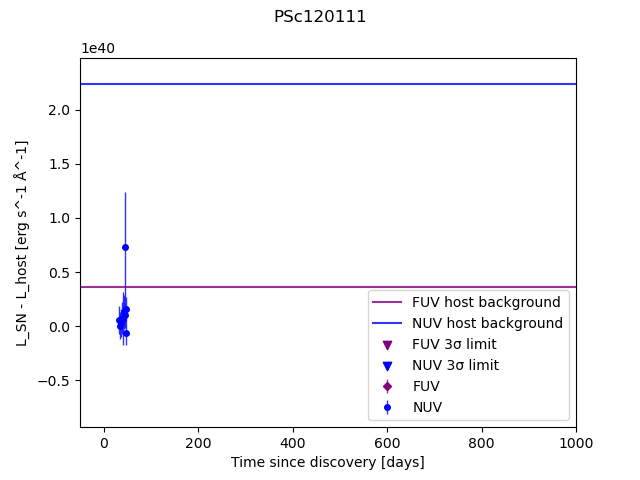 PSc120111
1e40
L_SN - L_host [erg s^-1 Å^-1]
2.0
1.5
1.0
0.5
0.0
−0.5
FUV host background
NUV host background
FUV 3σ limit
NUV 3σ limit
FUV
NUV
0 200 400 600 800 1000
Time since discovery [days]